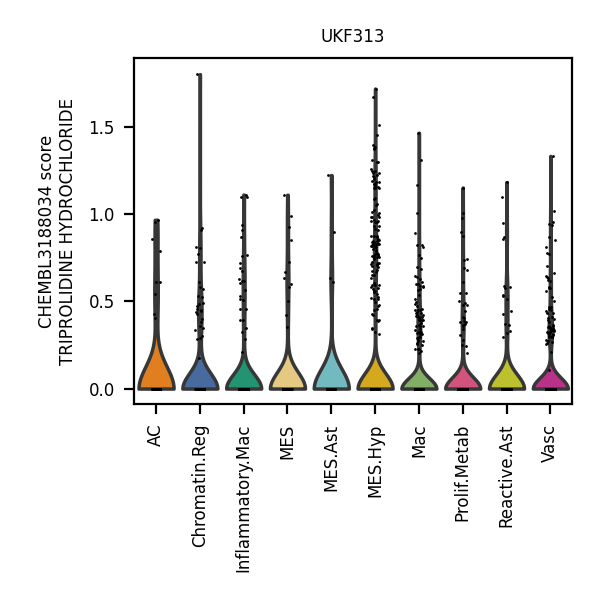 UKF313
CHEMBL3188034 score
TRIPROLIDINE HYDROCHLORIDE
1.5
1.0
0.5
0.0
AC
Chromatin.Reg
Inflammatory.Mac
MES
MES.Ast
MES.Hyp
Mac
Prolif.Metab
Reactive.Ast
Vasc